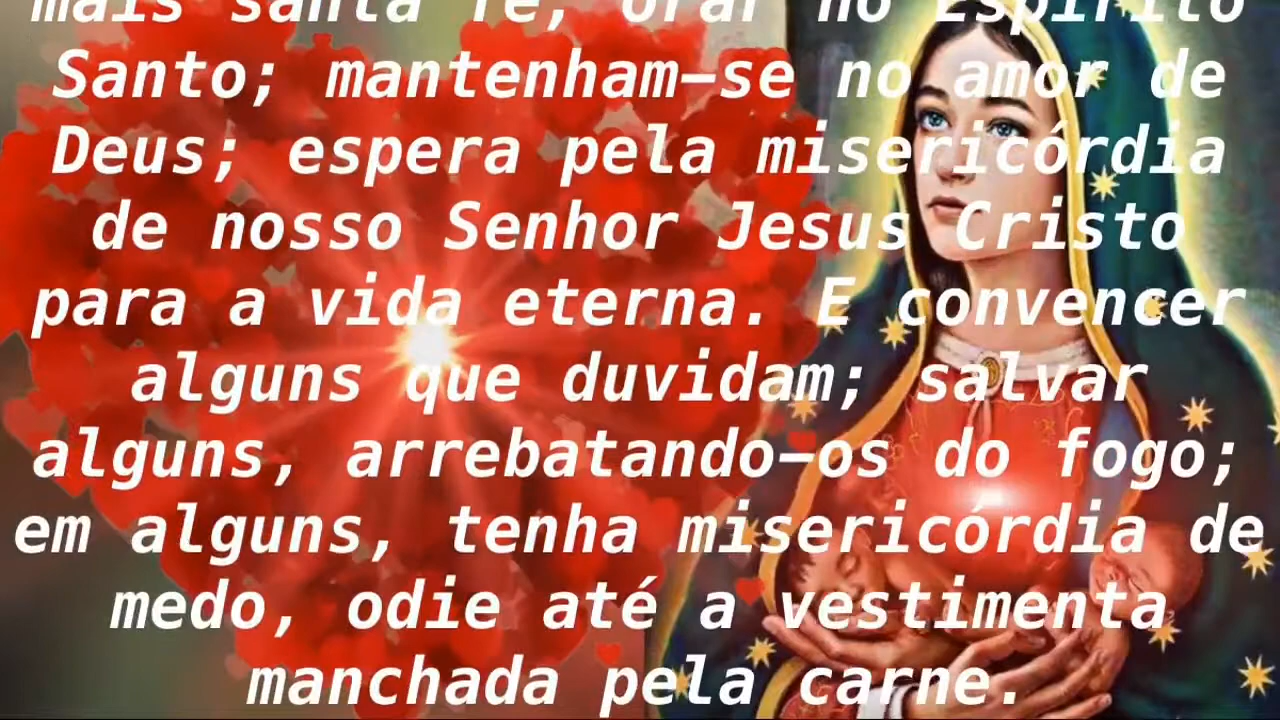 mais santa fé, orar no Espírito
Santo; mantenham-se no amor de
Deus; espera pela misericórdia
de nosso Senhor Jesus Cristo
para a vida eterna. E convencer
alguns que duvidam; salvar
alguns, arrebatando-os do fogo;
em alguns, tenha misericórdia de
medo, odie até a vestimenta
manchada pela carne.